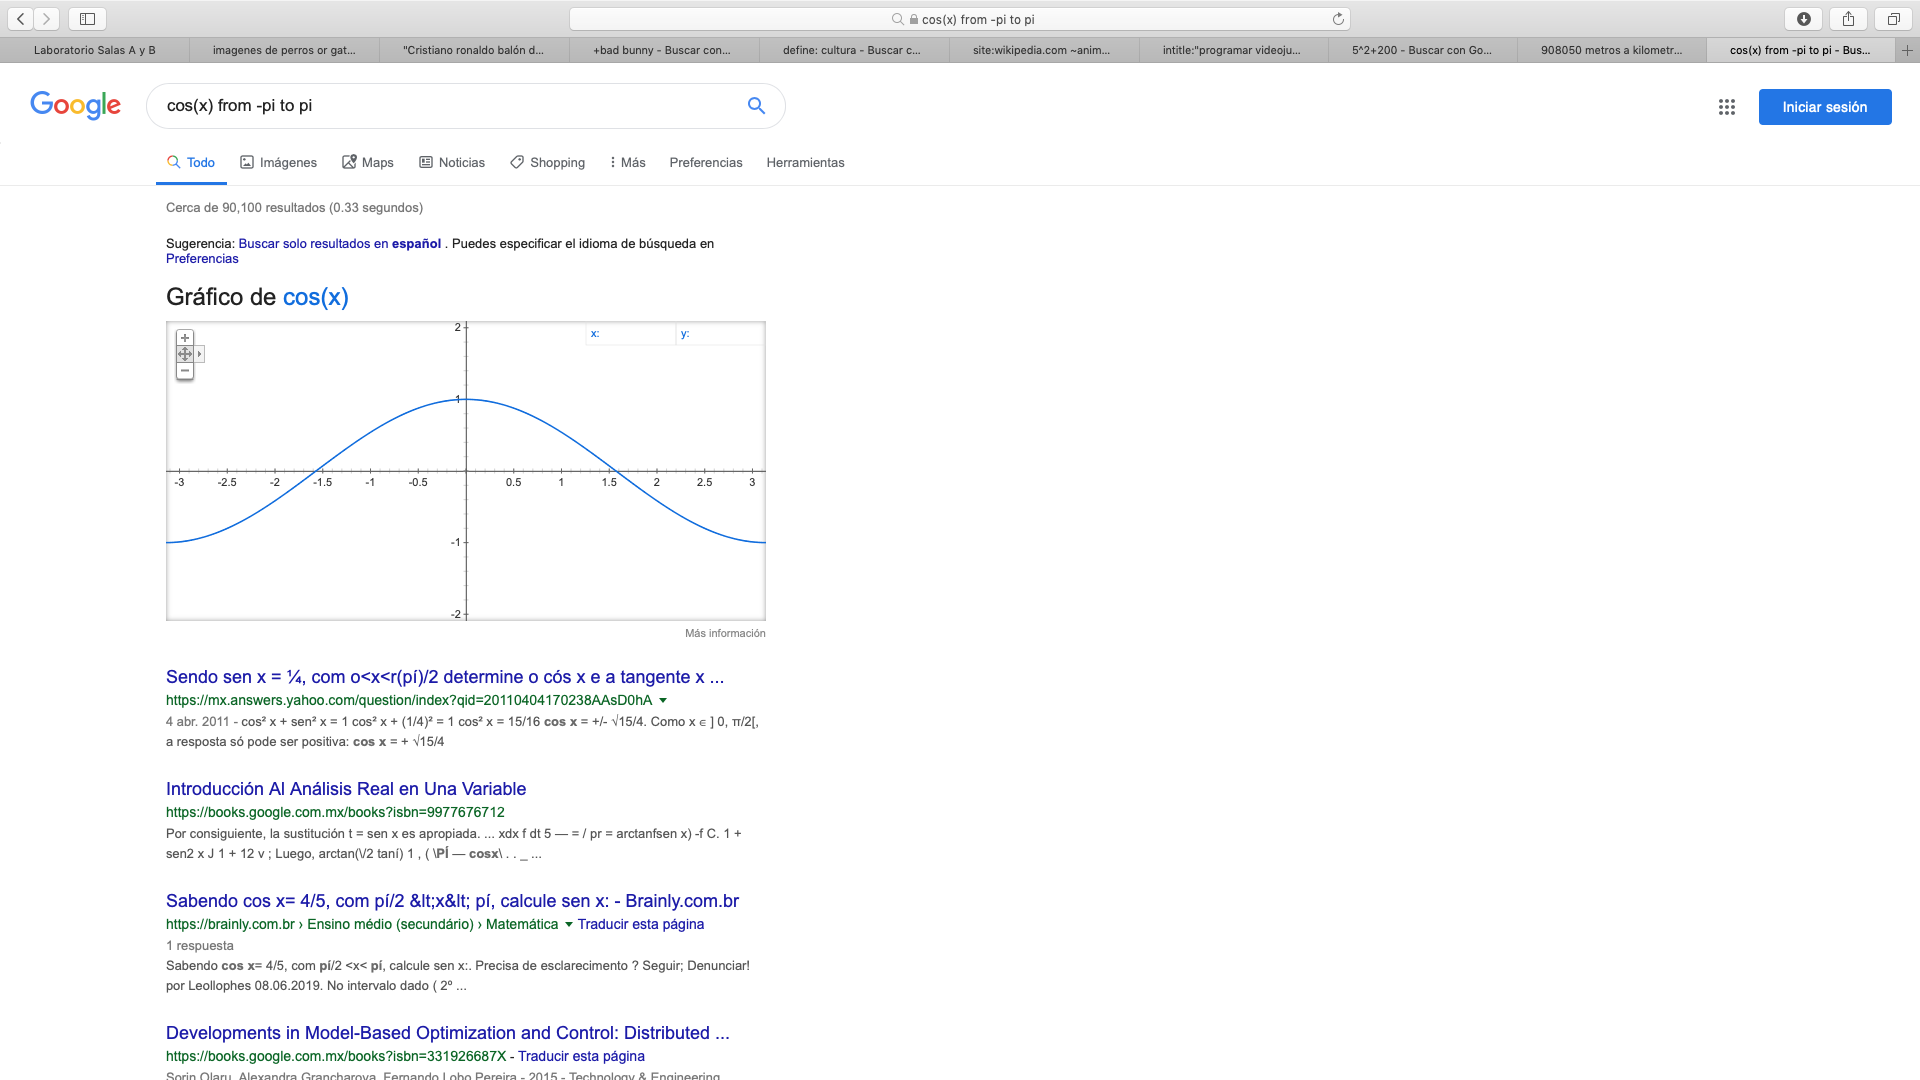 cos(x) from -pi to pi
Laboratorio Salas A y B
imagenes de perros or gat...
"Cristiano ronaldo balón d...
+bad bunny - Buscar con...
define: cultura - Buscar c...
site:wikipedia.com ~anim...
intitle:"programar videoju...
5^2+200 - Buscar con Go...
908050 metros a kilometr...
cos(x) from -pi to pi - Bus...
Google
cos(x) from -pi to pi
Iniciar sesión
Todo
Imágenes
Maps
Noticias
Shopping
Más
Preferencias
Herramientas
Cerca de 90,100 resultados (0.33 segundos)
Sugerencia: Buscar solo resultados en español . Puedes especificar el idioma de búsqueda en
Preferencias
Gráfico de cos(x)
x:
y:
2
1
-3 -2.5 -2 -1.5 -1 -0.5 0.5 1 1.5 2 2.5 3
-1
-2
Más información
Sendo sen x = ¼, com o<x<r(pí)/2 determine o cós x e a tangente x ...
https://mx.answers.yahoo.com/question/index?qid=20110404170238AAsD0hA
4 abr. 2011 - cos² x + sen² x = 1 cos² x + (1/4)² = 1 cos² x = 15/16 cos x = +/- √15/4. Como x ∈ ] 0, π/2[,
a resposta só pode ser positiva: cos x = + √15/4
Introducción Al Análisis Real en Una Variable
https://books.google.com.mx/books?isbn=9977676712
Por consiguiente, la sustitución t = sen x es apropiada. ... xdx f dt 5 — = / pr = arctanfsen x) -f C. 1 +
sen2 x J 1 + 12 v ; Luego, arctan(\/2 taní) 1 , ( \PÍ — cosx\ . . _ ...
Sabendo cos x= 4/5, com pí/2 &lt;x&lt; pí, calcule sen x: - Brainly.com.br
https://brainly.com.br › Ensino médio (secundário) › Matemática Traducir esta página
1 respuesta
Sabendo cos x= 4/5, com pí/2 <x< pí, calcule sen x:. Precisa de esclarecimento ? Seguir; Denunciar!
por Leollophes 08.06.2019. No intervalo dado ( 2º ...
Developments in Model-Based Optimization and Control: Distributed ...
https://books.google.com.mx/books?isbn=331926687X - Traducir esta página
Sorin Olaru, Alexandra Grancharova, Fernando Lobo Pereira - 2015 - Technology & Engineering